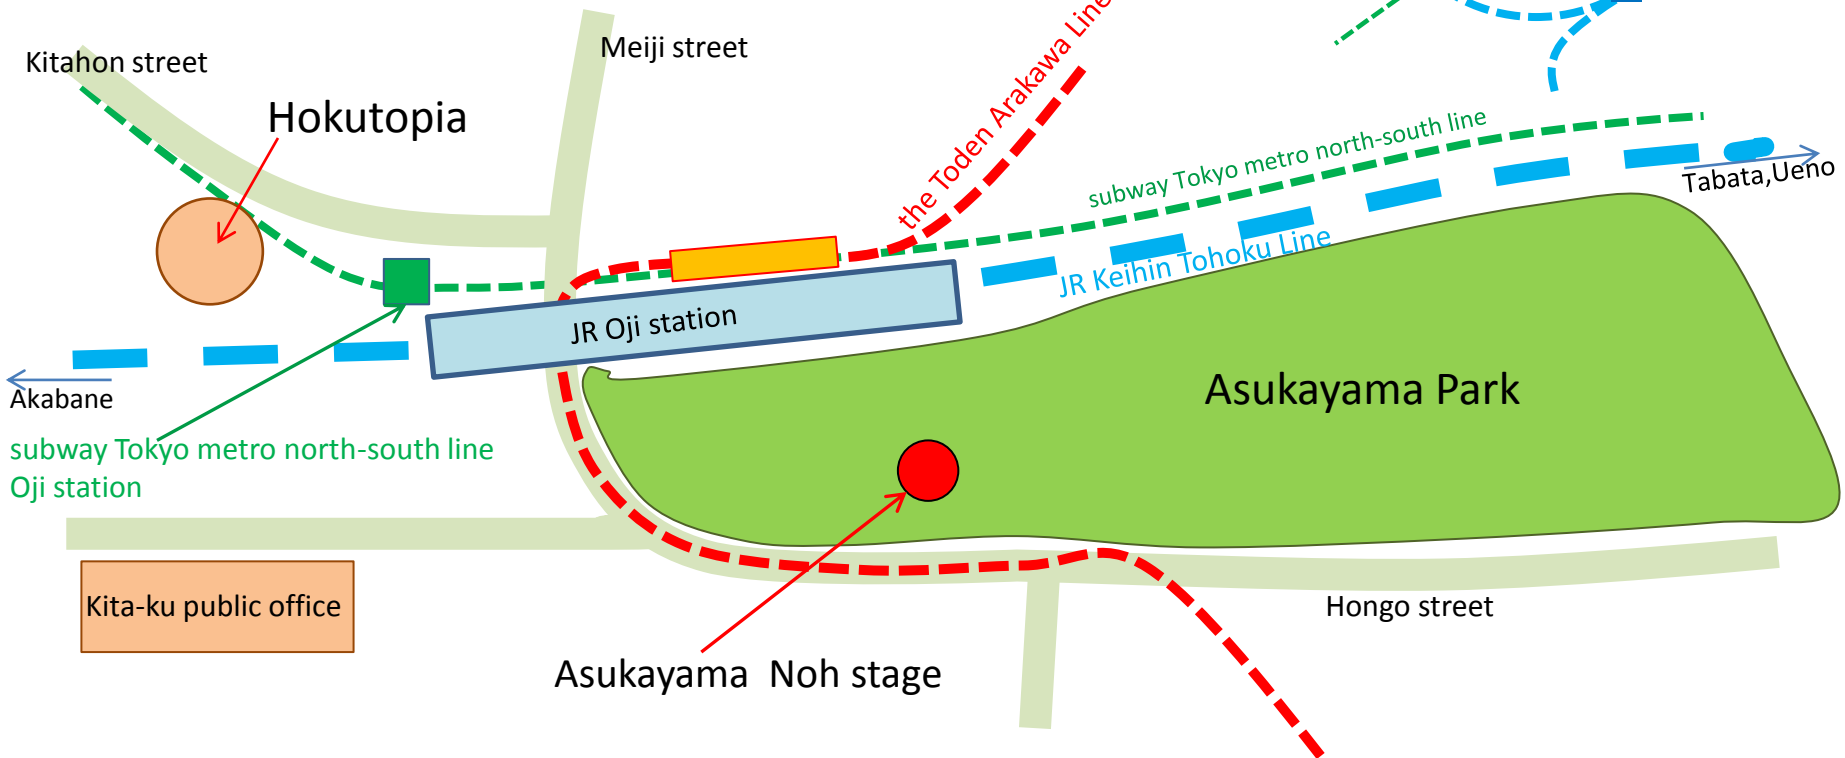 Kitahon street
Meiji street
Hokutopia
the Toden Arakawa Line
subway Tokyo metro north-south line
Tabata,Ueno
JR Keihin Tohoku Line
JR Oji station
Akabane
Asukayama Park
subway Tokyo metro north-south line
Oji station
Kita-ku public office
Hongo street
Asukayama Noh stage